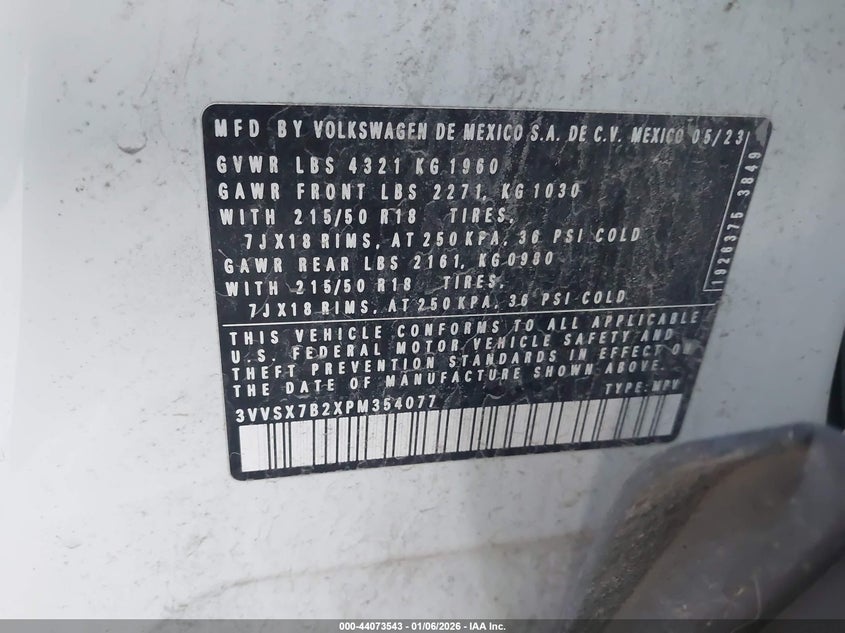 MFD BY VOLKSWAGEN DE MEXICO S.A. DE C.V. MEXICO 05/23
GVWR LBS 4321 KG 1960
GAWR FRONT LBS 2271, KG 1030
WITH 215/50 R18 TIRES,
7JX18 RIMS, AT 250 KPA, 36 PSI COLD
GAWR REAR LBS 2161, KG 0980
WITH 215/50 R18 TIRES,
7JX18 RIMS, AT 250 KPA, 36 PSI COLD
1926375 3849
THIS VEHICLE CONFORMS TO ALL APPLICABLE
U.S. FEDERAL MOTOR VEHICLE SAFETY AND
THEFT PREVENTION STANDARDS IN EFFECT ON
THE DATE OF MANUFACTURE SHOWN ABOVE.
3VVSX7B2XPM354077 TYPE: MPV
000-44073543 - 01/06/2026 - IAA Inc.